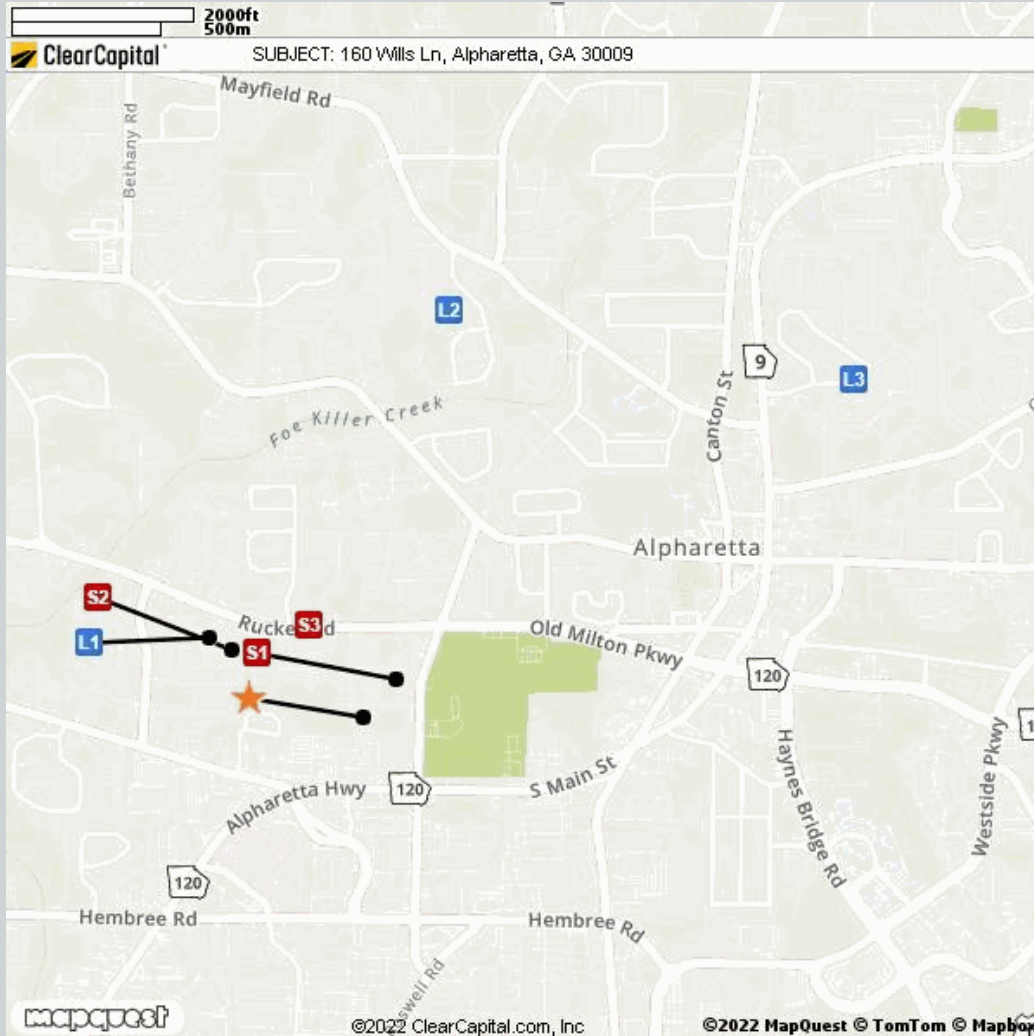 2000ft
500m
ClearCapital
SUBJECT: 160 Wills Ln, Alpharetta, GA 30009
Mayfield Rd
Bethany Rd
L2
9
L3
Canton St
Foe Killer Creek
Alpharetta
S2
S3
L1
S1
Old Milton Pkwy
120
Haynes Bridge Rd
Westside Pkwy
S Main St
120
Alpharetta Hwy
120
Hembree Rd
Hembree Rd
mapquest
©2022 ClearCapital.com, Inc
©2022 MapQuest © TomTom ©